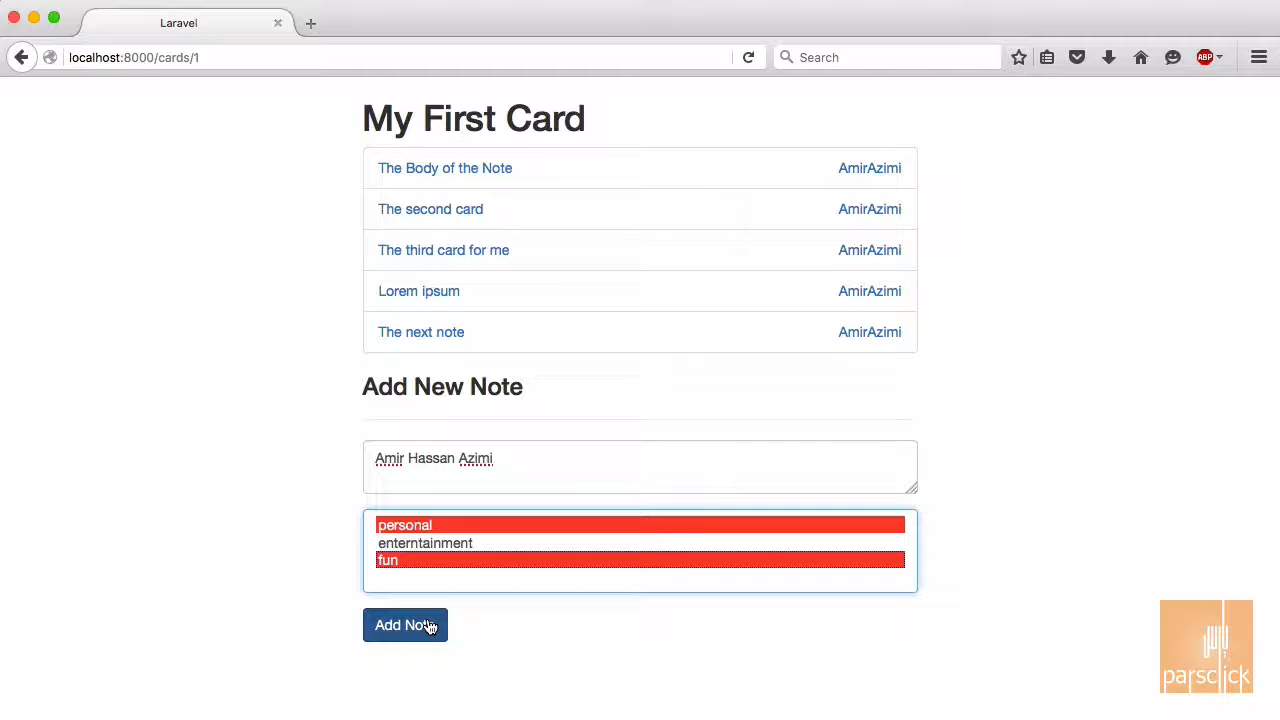 Laravel
localhost:8000/cards/1
Search
ABP
My First Card
The Body of the Note AmirAzimi
The second card AmirAzimi
The third card for me AmirAzimi
Lorem ipsum AmirAzimi
The next note AmirAzimi
Add New Note
Amir Hassan Azimi
personal
enterntainment
fun
Add Note
parsclick